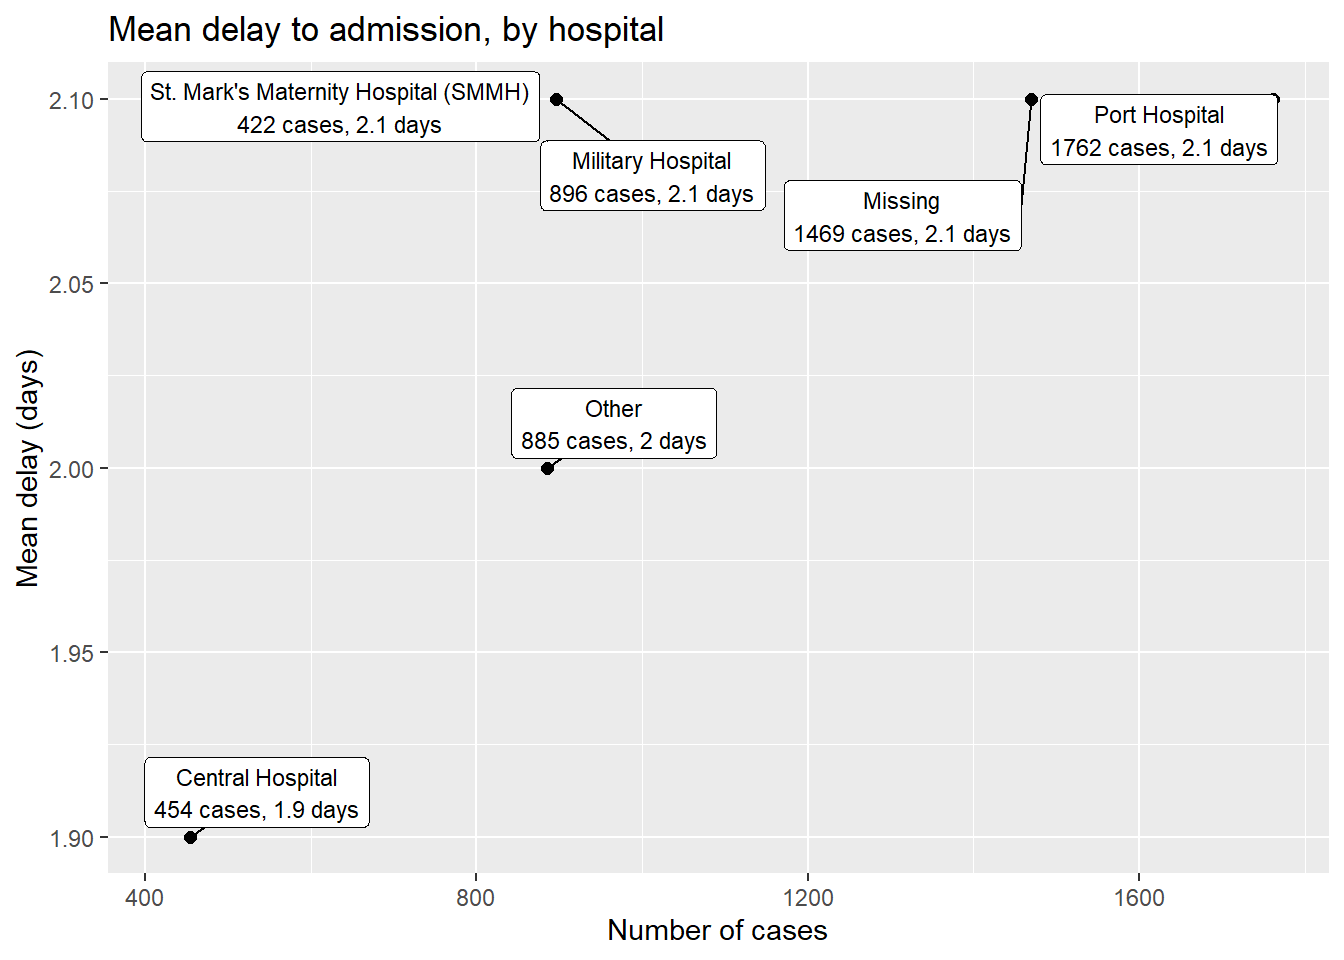 Mean delay to admission, by hospital
St. Mark's Maternity Hospital (SMMH)
422 cases, 2.1 days
Military Hospital
896 cases, 2.1 days
Missing
1469 cases, 2.1 days
Port Hospital
1762 cases, 2.1 days
Other
885 cases, 2 days
Central Hospital
454 cases, 1.9 days
Mean delay (days)
2.10
2.05
2.00
1.95
1.90
400
800
1200
1600
Number of cases